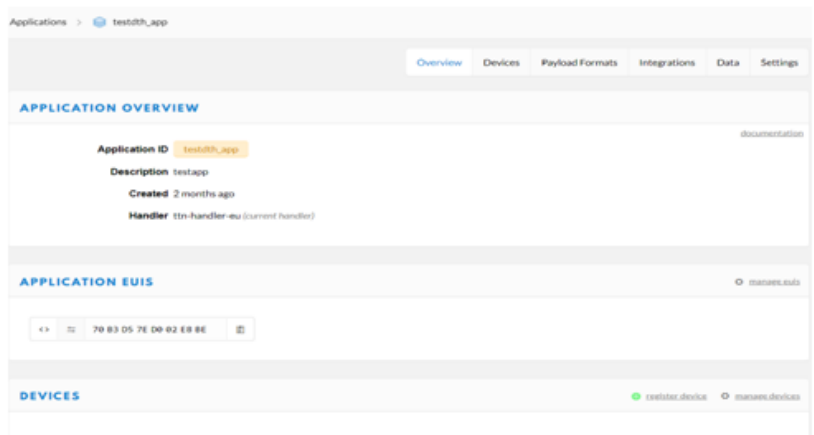 Applications > testdth_app
Overview Devices Payload Formats Integrations Data Settings
APPLICATION OVERVIEW
documentation
Application ID testdth_app
Description testapp
Created 2 months ago
Handler ttn-handler-eu (current handler)
APPLICATION EUIS
manage euis
<> 70 B3 D5 7E D0 02 E8 8E
DEVICES
register device manage devices